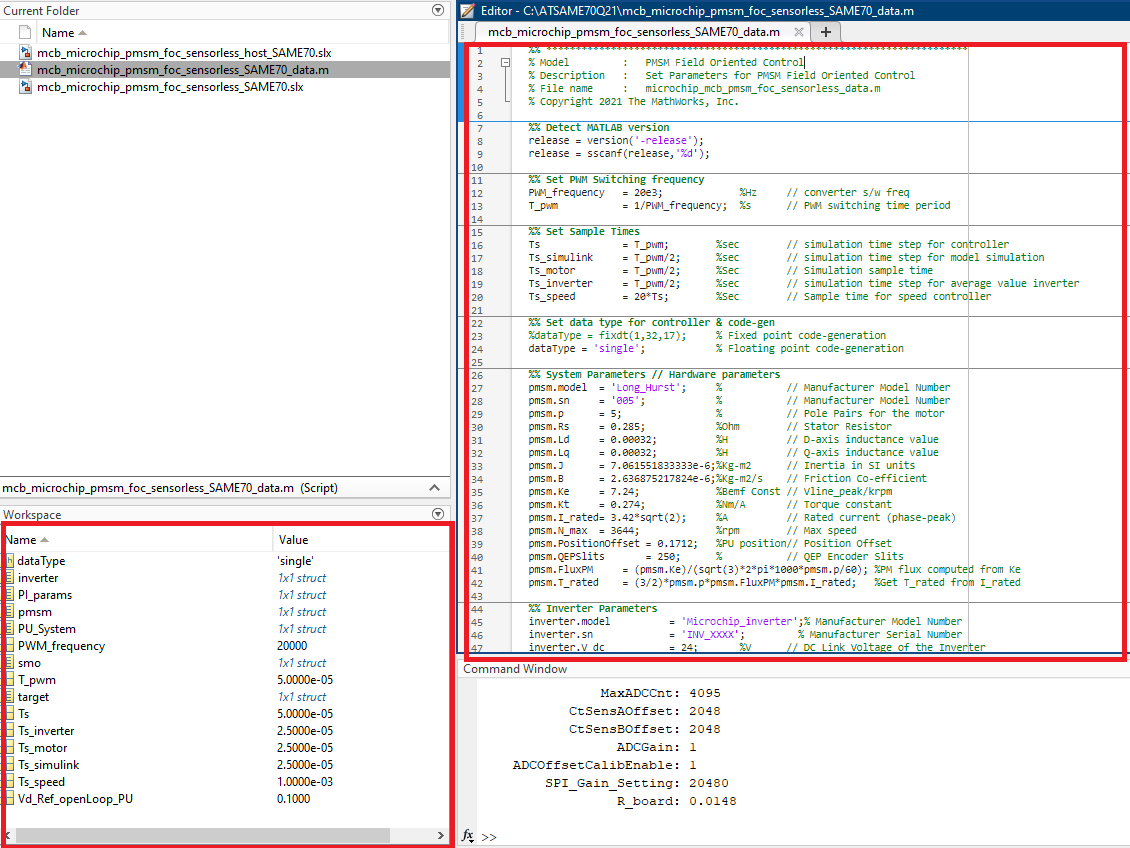 Current Folder
Name
mcb_microchip_pmsm_foc_sensorless_host_SAME70.slx
mcb_microchip_pmsm_foc_sensorless_SAME70_data.m
mcb_microchip_pmsm_foc_sensorless_SAME70.slx
mcb_microchip_pmsm_foc_sensorless_SAME70_data.m (Script)
Workspace
Name Value
dataType 'single'
inverter 1x1 struct
PI_params 1x1 struct
pmsm 1x1 struct
PU_System 1x1 struct
PWM_frequency 20000
smo 1x1 struct
T_pwm 5.0000e-05
target 1x1 struct
Ts 5.0000e-05
Ts_inverter 2.5000e-05
Ts_motor 2.5000e-05
Ts_simulink 2.5000e-05
Ts_speed 1.0000e-03
Vd_Ref_openLoop_PU 0.1000
Editor - C:\ATSAME70Q21\mcb_microchip_pmsm_foc_sensorless_SAME70_data.m
mcb_microchip_pmsm_foc_sensorless_SAME70_data.m × +
1 %% ************************************************************************
2 % Model : PMSM Field Oriented Control
3 % Description : Set Parameters for PMSM Field Oriented Control
4 % File name : microchip_mcb_pmsm_foc_sensorless_data.m
5 % Copyright 2021 The MathWorks, Inc.
6
7 %% Detect MATLAB version
8 release = version('-release');
9 release = sscanf(release,'%d');
10
11 %% Set PWM Switching frequency
12 PWM_frequency = 20e3; %Hz // converter s/w freq
13 T_pwm = 1/PWM_frequency; %s // PWM switching time period
14
15 %% Set Sample Times
16 Ts = T_pwm; %sec // simulation time step for controller
17 Ts_simulink = T_pwm/2; %sec // simulation time step for model simulation
18 Ts_motor = T_pwm/2; %Sec // Simulation sample time
19 Ts_inverter = T_pwm/2; %sec // simulation time step for average value inverter
20 Ts_speed = 20*Ts; %Sec // Sample time for speed controller
21
22 %% Set data type for controller & code-gen
23 %dataType = fixdt(1,32,17); % Fixed point code-generation
24 dataType = 'single'; % Floating point code-generation
25
26 %% System Parameters // Hardware parameters
27 pmsm.model = 'Long_Hurst'; % // Manufacturer Model Number
28 pmsm.sn = '005'; % // Manufacturer Model Number
29 pmsm.p = 5; % // Pole Pairs for the motor
30 pmsm.Rs = 0.285; %Ohm // Stator Resistor
31 pmsm.Ld = 0.00032; %H // D-axis inductance value
32 pmsm.Lq = 0.00032; %H // Q-axis inductance value
33 pmsm.J = 7.061551833333e-6;%Kg-m2 // Inertia in SI units
34 pmsm.B = 2.636875217824e-6;%Kg-m2/s // Friction Co-efficient
35 pmsm.Ke = 7.24; %Bemf Const // Vline_peak/krpm
36 pmsm.Kt = 0.274; %Nm/A // Torque constant
37 pmsm.I_rated= 3.42*sqrt(2); %A // Rated current (phase-peak)
38 pmsm.N_max = 3644; %rpm // Max speed
39 pmsm.PositionOffset = 0.1712; %PU position// Position Offset
40 pmsm.QEPSlits = 250; % // QEP Encoder Slits
41 pmsm.FluxPM = (pmsm.Ke)/(sqrt(3)*2*pi*1000*pmsm.p/60); %PM flux computed from Ke
42 pmsm.T_rated = (3/2)*pmsm.p*pmsm.FluxPM*pmsm.I_rated; %Get T_rated from I_rated
43
44 %% Inverter Parameters
45 inverter.model = 'Microchip_inverter';% Manufacturer Model Number
46 inverter.sn = 'INV_XXXX'; % Manufacturer Serial Number
47 inverter.V_dc = 24; %V // DC Link Voltage of the Inverter
Command Window
MaxADCCnt: 4095
CtSensAOffset: 2048
CtSensBOffset: 2048
ADCGain: 1
ADCOffsetCalibEnable: 1
SPI_Gain_Setting: 20480
R_board: 0.0148
fx >>